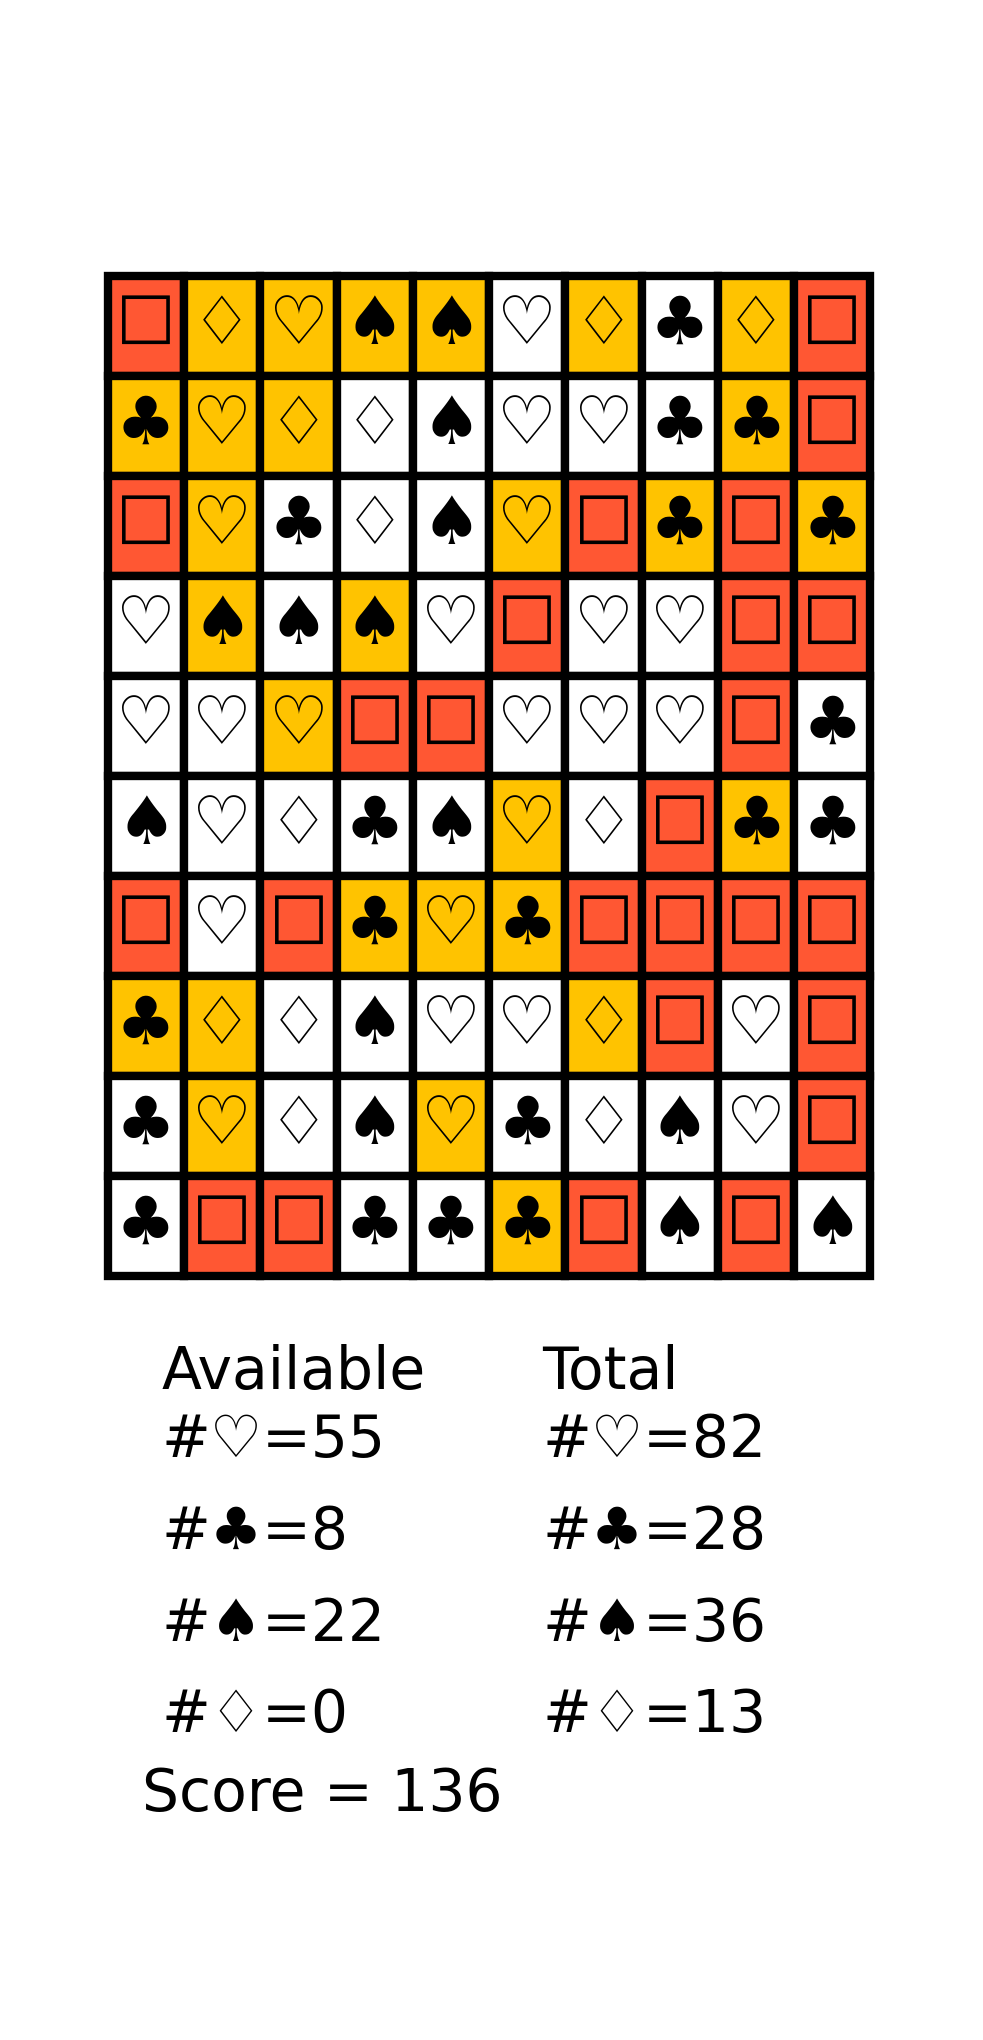 □ ♢ ♡ ♠ ♠ ♡ ♢ ♣ ♢ □
♣ ♡ ♢ ♢ ♠ ♡ ♡ ♣ ♣ □
□ ♡ ♣ ♢ ♠ ♡ □ ♣ □ ♣
♡ ♠ ♠ ♠ ♡ □ ♡ ♡ □ □
♡ ♡ ♡ □ □ ♡ ♡ ♡ □ ♣
♠ ♡ ♢ ♣ ♠ ♡ ♢ □ ♣ ♣
□ ♡ □ ♣ ♡ ♣ □ □ □ □
♣ ♢ ♢ ♠ ♡ ♡ ♢ □ ♡ □
♣ ♡ ♢ ♠ ♡ ♣ ♢ ♠ ♡ □
♣ □ □ ♣ ♣ ♣ □ ♠ □ ♠
Available Total
#♡=55 #♡=82
#♣=8 #♣=28
#♠=22 #♠=36
#♢=0 #♢=13
Score = 136